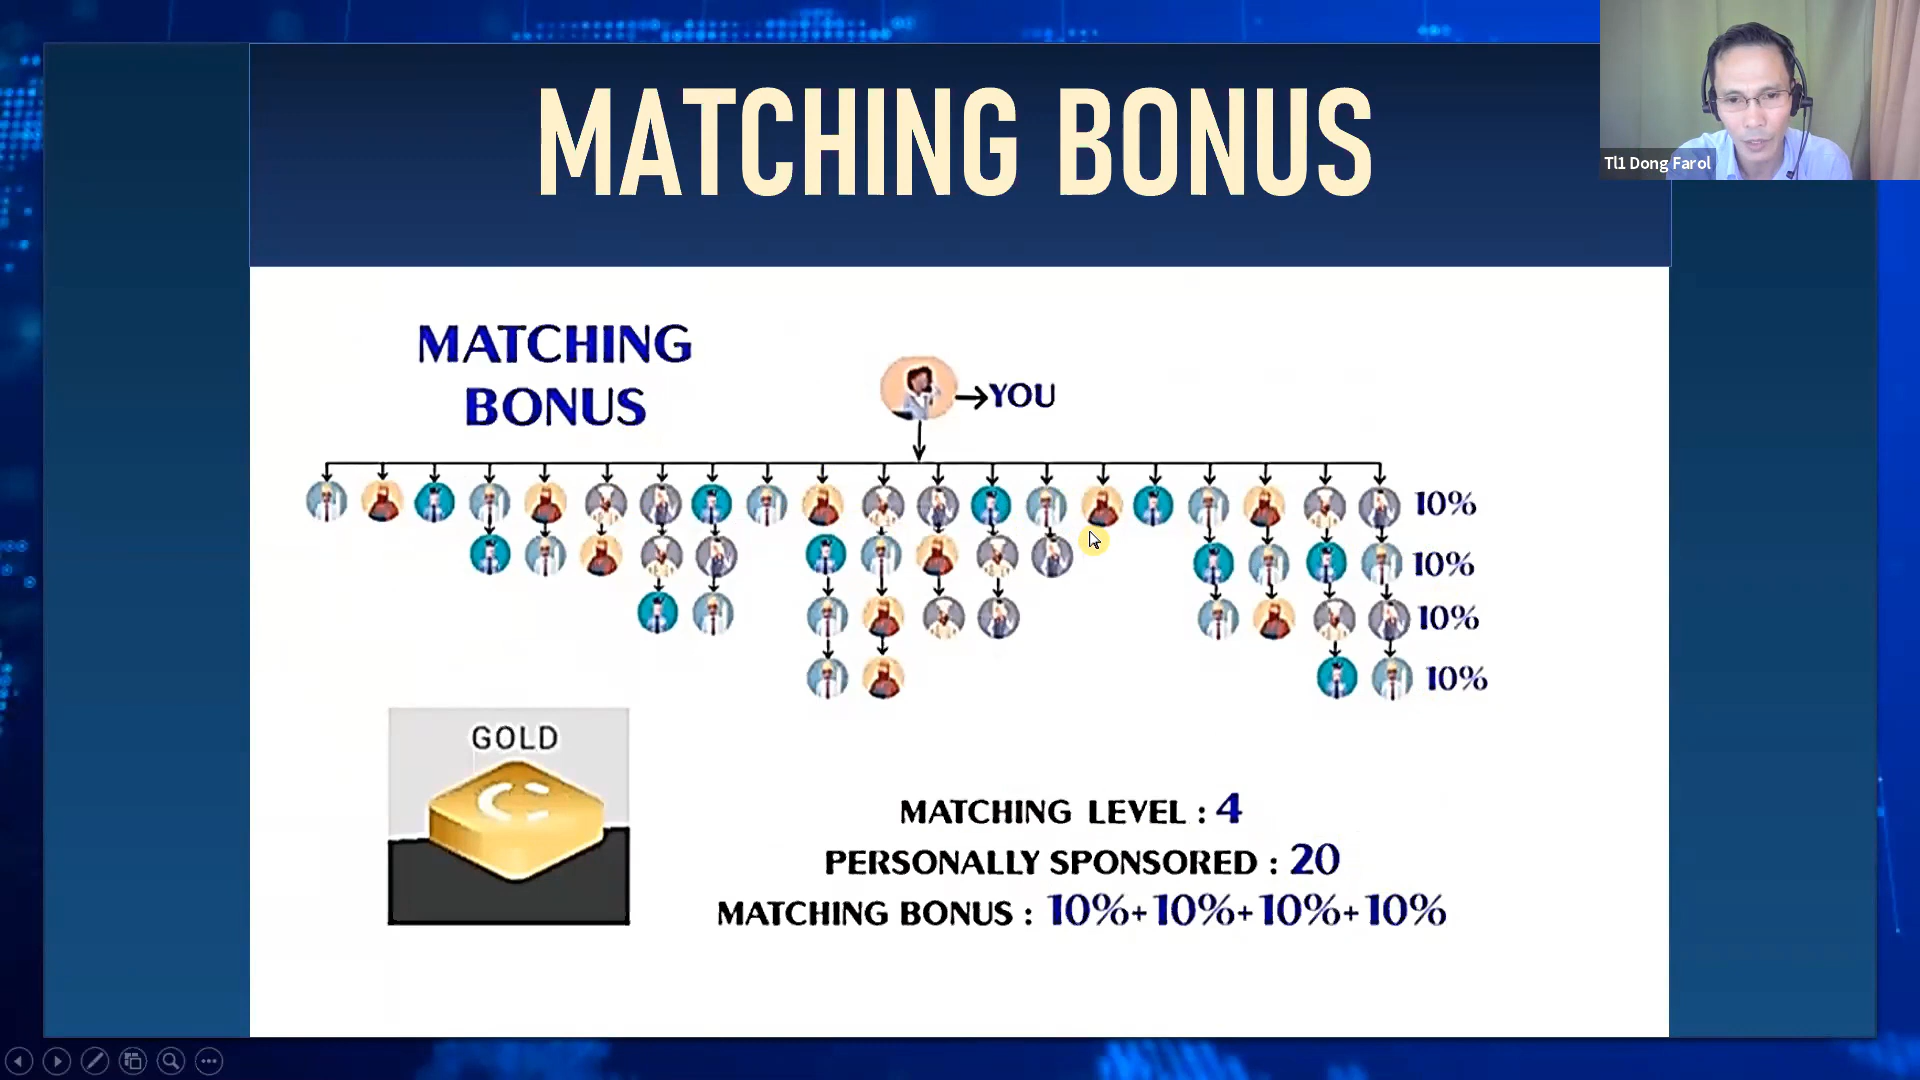 MATCHING BONUS
Tl1 Dong Farol
MATCHING
BONUS
YOU
10%
10%
10%
10%
GOLD
MATCHING LEVEL : 4
PERSONALLY SPONSORED : 20
MATCHING BONUS : 10%+10%+10%+10%